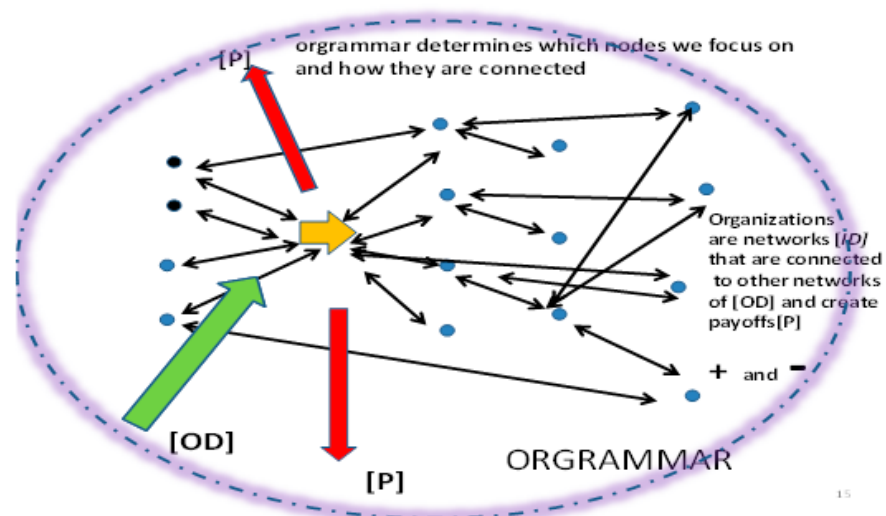 [P]
orgrammar determines which nodes we focus on
and how they are connected
Organizations
are networks [iD]
that are connected
to other networks
of [OD] and create
payoffs[P]
+ and -
[OD]
[P]
ORGRAMMAR
15